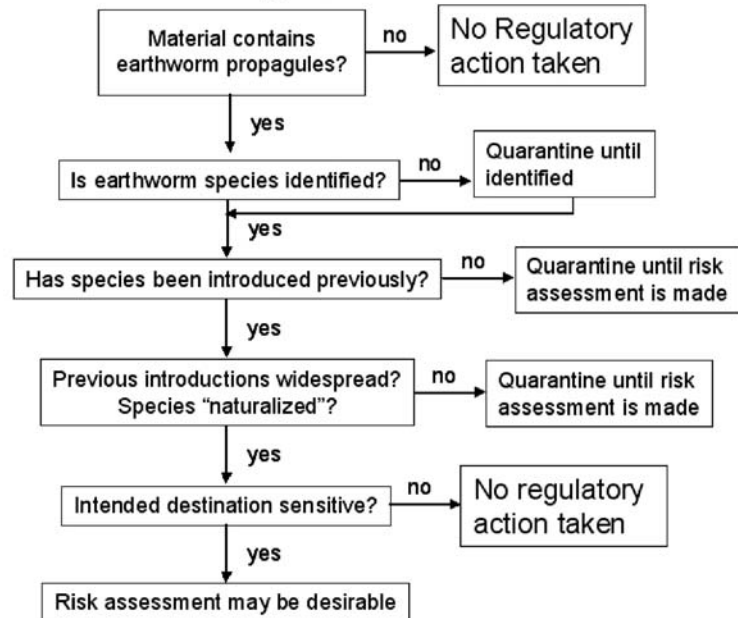 Material contains
earthworm propagules?
no
No Regulatory
action taken
yes
Is earthworm species identified?
no
Quarantine until
identified
yes
Has species been introduced previously?
no
Quarantine until risk
assessment is made
yes
Previous introductions widespread?
Species “naturalized”?
no
Quarantine until risk
assessment is made
yes
Intended destination sensitive?
no
No regulatory
action taken
yes
Risk assessment may be desirable